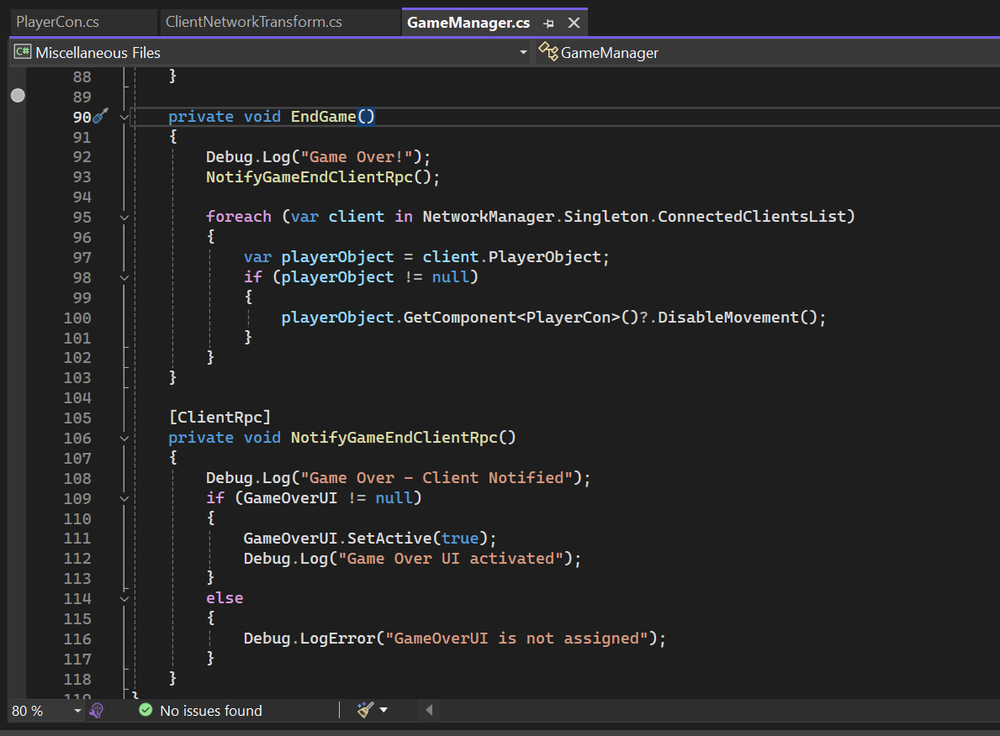 PlayerCon.cs ClientNetworkTransform.cs GameManager.cs
C# Miscellaneous Files GameManager
88 }
89
90 private void EndGame()
91 {
92 Debug.Log("Game Over!");
93 NotifyGameEndClientRpc();
94
95 foreach (var client in NetworkManager.Singleton.ConnectedClientsList)
96 {
97 var playerObject = client.PlayerObject;
98 if (playerObject != null)
99 {
100 playerObject.GetComponent<PlayerCon>()?.DisableMovement();
101 }
102 }
103 }
104
105 [ClientRpc]
106 private void NotifyGameEndClientRpc()
107 {
108 Debug.Log("Game Over - Client Notified");
109 if (GameOverUI != null)
110 {
111 GameOverUI.SetActive(true);
112 Debug.Log("Game Over UI activated");
113 }
114 else
115 {
116 Debug.LogError("GameOverUI is not assigned");
117 }
118 }
119 }
80 % No issues found